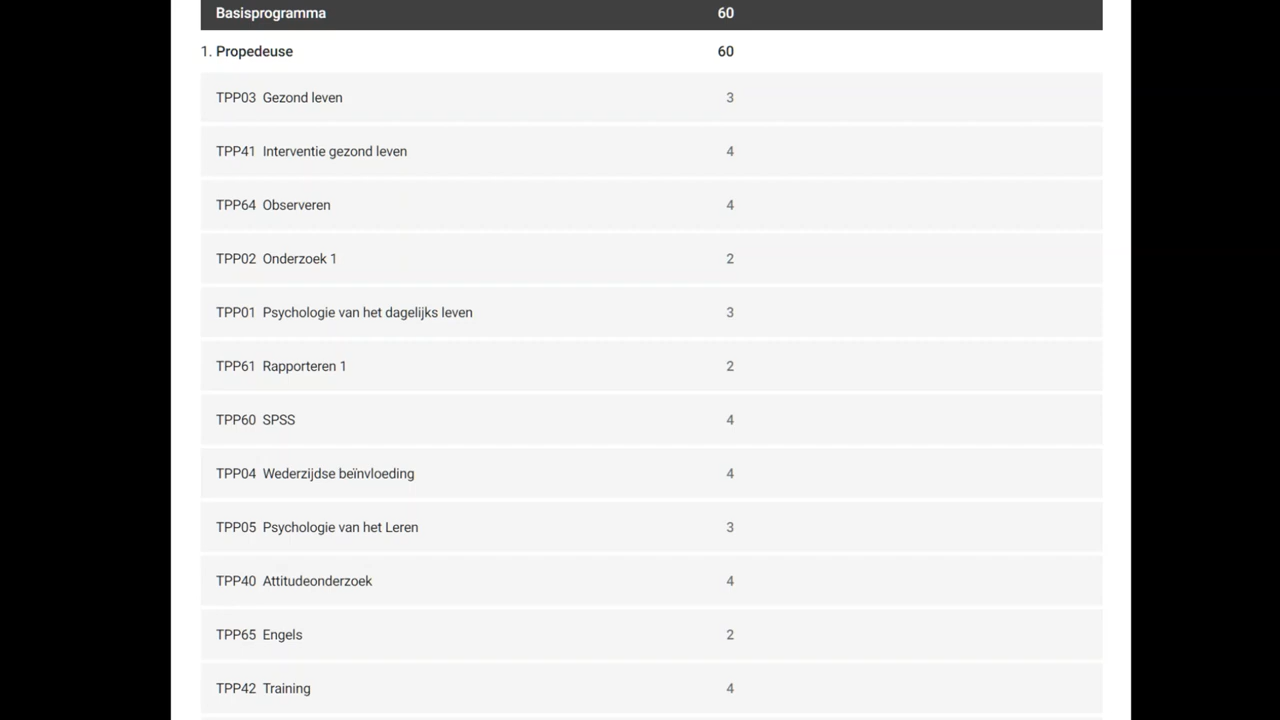 Basisprogramma 60
1. Propedeuse 60
TPP03 Gezond leven 3
TPP41 Interventie gezond leven 4
TPP64 Observeren 4
TPP02 Onderzoek 1 2
TPP01 Psychologie van het dagelijks leven 3
TPP61 Rapporteren 1 2
TPP60 SPSS 4
TPP04 Wederzijdse beïnvloeding 4
TPP05 Psychologie van het Leren 3
TPP40 Attitudeonderzoek 4
TPP65 Engels 2
TPP42 Training 4